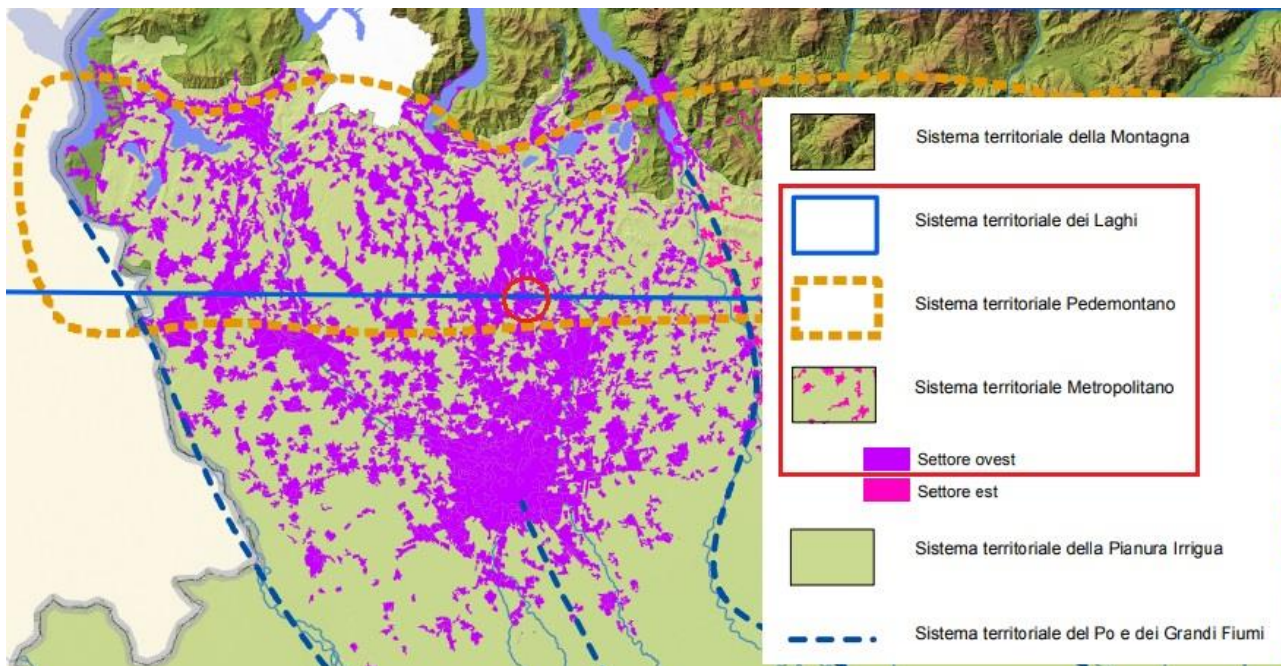 Sistema territoriale della Montagna
Sistema territoriale dei Laghi
Sistema territoriale Pedemontano
Sistema territoriale Metropolitano
Settore ovest
Settore est
Sistema territoriale della Pianura Irrigua
Sistema territoriale del Po e dei Grandi Fiumi